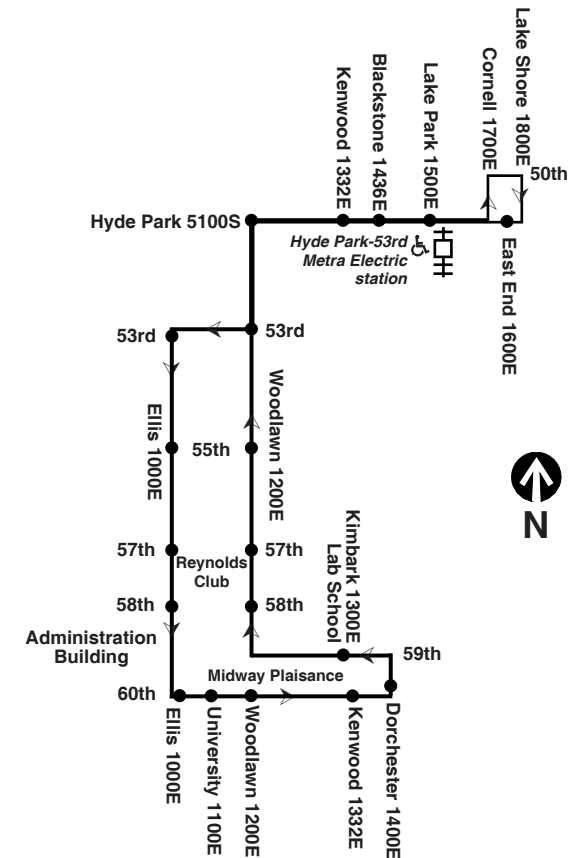 Kenwood 1332E
Blackstone 1436E
Lake Park 1500E
Cornell 1700E
Lake Shore 1800E
50th
Hyde Park 5100S
Hyde Park-53rd
Metra Electric
station
East End 1600E
53rd
53rd
Ellis 1000E
55th
Woodlawn 1200E
N
57th
Reynolds
Club
57th
Kimbark 1300E
Lab School
58th
58th
Administration
Building
59th
Midway Plaisance
60th
Ellis 1000E
University 1100E
Woodlawn 1200E
Kenwood 1332E
Dorchester 1400E